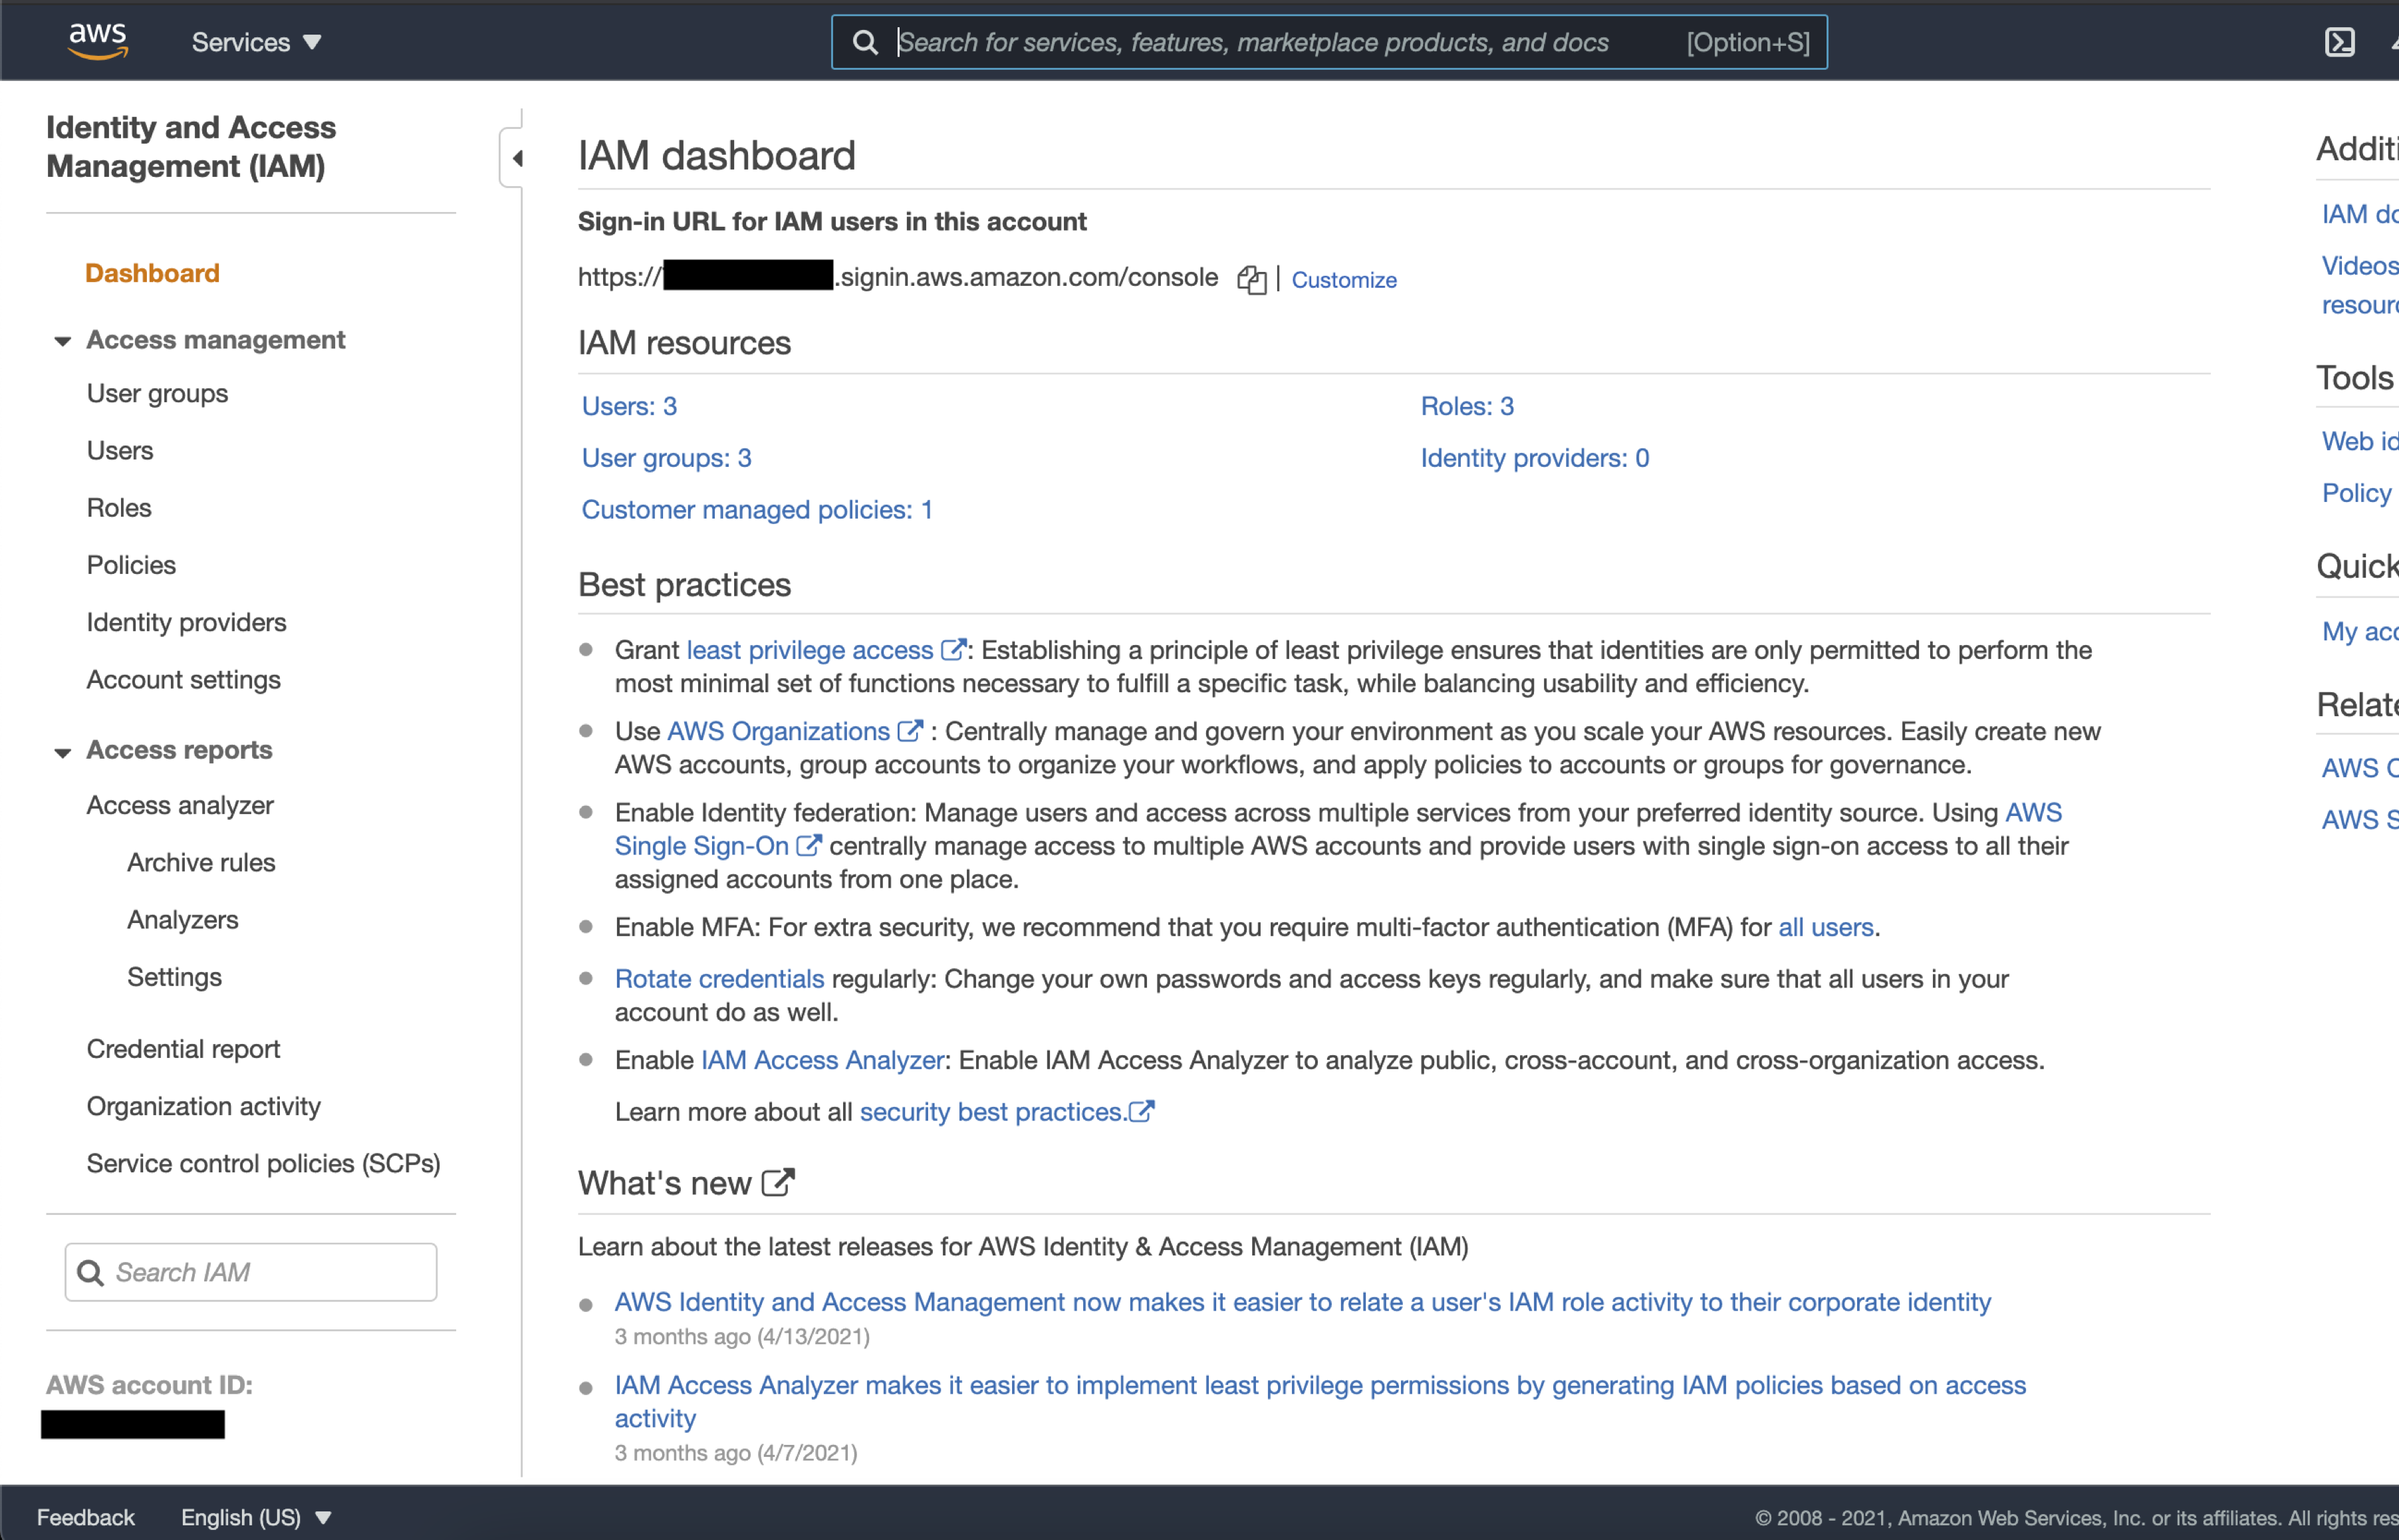 aws
Services
Search for services, features, marketplace products, and docs [Option+S]
Identity and Access
Management (IAM)
Dashboard
Access management
User groups
Users
Roles
Policies
Identity providers
Account settings
Access reports
Access analyzer
Archive rules
Analyzers
Settings
Credential report
Organization activity
Service control policies (SCPs)
Search IAM
AWS account ID:
IAM dashboard
Sign-in URL for IAM users in this account
https:// .signin.aws.amazon.com/console | Customize
IAM resources
Users: 3
Roles: 3
User groups: 3
Identity providers: 0
Customer managed policies: 1
Best practices
Grant least privilege access : Establishing a principle of least privilege ensures that identities are only permitted to perform the
most minimal set of functions necessary to fulfill a specific task, while balancing usability and efficiency.
Use AWS Organizations : Centrally manage and govern your environment as you scale your AWS resources. Easily create new
AWS accounts, group accounts to organize your workflows, and apply policies to accounts or groups for governance.
Enable Identity federation: Manage users and access across multiple services from your preferred identity source. Using AWS
Single Sign-On centrally manage access to multiple AWS accounts and provide users with single sign-on access to all their
assigned accounts from one place.
Enable MFA: For extra security, we recommend that you require multi-factor authentication (MFA) for all users.
Rotate credentials regularly: Change your own passwords and access keys regularly, and make sure that all users in your
account do as well.
Enable IAM Access Analyzer: Enable IAM Access Analyzer to analyze public, cross-account, and cross-organization access.
Learn more about all security best practices.
What's new
Learn about the latest releases for AWS Identity & Access Management (IAM)
AWS Identity and Access Management now makes it easier to relate a user's IAM role activity to their corporate identity
3 months ago (4/13/2021)
IAM Access Analyzer makes it easier to implement least privilege permissions by generating IAM policies based on access
activity
3 months ago (4/7/2021)
Additi
IAM do
Videos
resourc
Tools
Web id
Policy
Quick
My acc
Relate
AWS
AWS S
Feedback
English (US)
© 2008 - 2021, Amazon Web Services, Inc. or its affiliates. All rights res